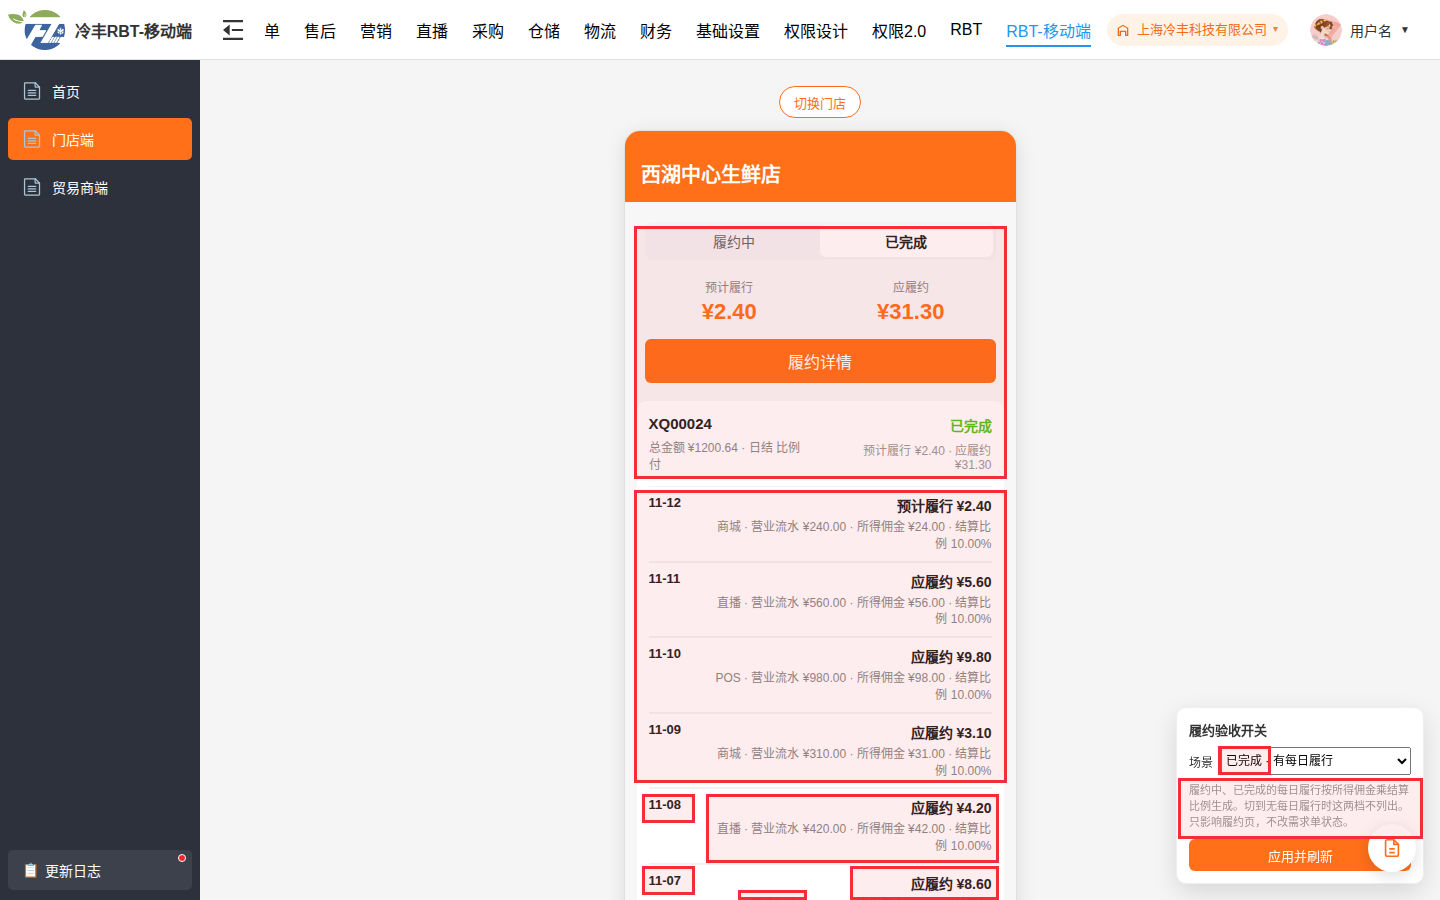 冷丰RBT-移动端
单 售后 营销 直播 采购 仓储 物流 财务 基础设置 权限设计 权限2.0 RBT RBT-移动端
上海冷丰科技有限公司
用户名
首页
门店端
贸易商端
更新日志
切换门店
西湖中心生鲜店
履约中 已完成
预计履行 应履约
¥2.40 ¥31.30
履约详情
XQ00024 已完成
总金额 ¥1200.64 · 日结 比例付
预计履行 ¥2.40 · 应履约
¥31.30
11-12 预计履行 ¥2.40
商城 · 营业流水 ¥240.00 · 所得佣金 ¥24.00 · 结算比
例 10.00%
11-11 应履约 ¥5.60
直播 · 营业流水 ¥560.00 · 所得佣金 ¥56.00 · 结算比
例 10.00%
11-10 应履约 ¥9.80
POS · 营业流水 ¥980.00 · 所得佣金 ¥98.00 · 结算比
例 10.00%
11-09 应履约 ¥3.10
商城 · 营业流水 ¥310.00 · 所得佣金 ¥31.00 · 结算比
例 10.00%
11-08 应履约 ¥4.20
直播 · 营业流水 ¥420.00 · 所得佣金 ¥42.00 · 结算比
例 10.00%
11-07 应履约 ¥8.60
履约验收开关
场景 已完成 - 有每日履行
履约中、已完成的每日履行按所得佣金乘结算
比例生成。切到无每日履行时这两档不列出。
只影响履约页，不改需求单状态。
应用并刷新